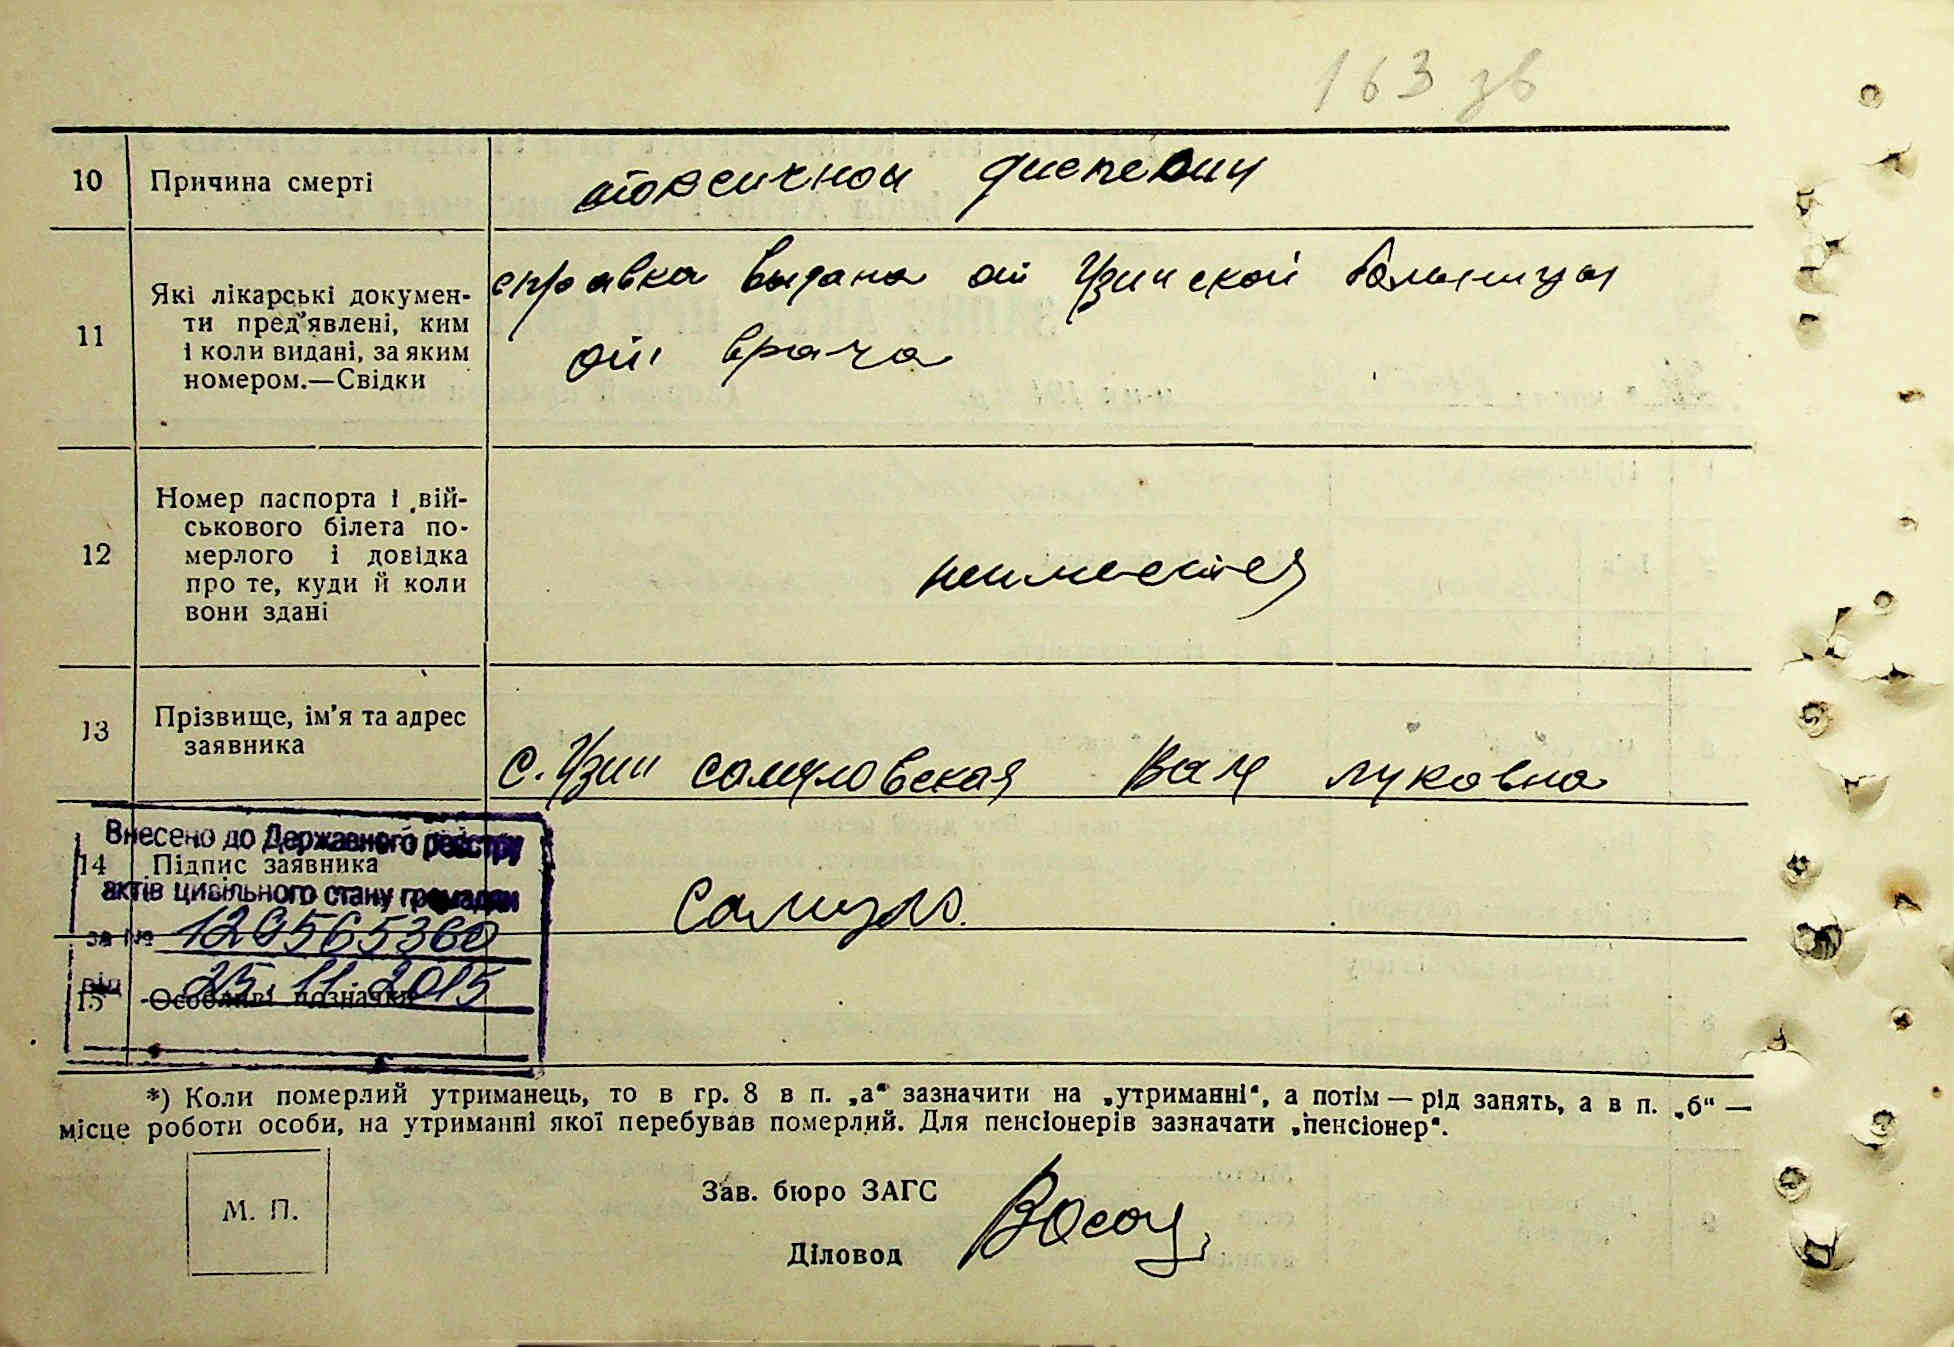 163 зв
10 Причина смерті токсичной диспепсии
11 Які лікарські докумен-
ти пред'явлені, ким
і коли видані, за яким
номером.—Свідки
справка выдана от Узинской больницы
от врача
12 Номер паспорта і вій-
ськового білета по-
мерлого і довідка
про те, куди й коли
вони здані
неимеется
13 Прізвище, ім'я та адрес
заявника
с. Узин Самуловская Луковна
Внесено до Державного реєстру
14 Підпис заявника
актів цивільного стану громадян
за № 120565360
від 25.11.2015
15 Особливі позначки
*) Коли померлий утриманець, то в гр. 8 в п. „а“ зазначити на „утриманні“, а потім — рід занять, а в п. „б“ —
місце роботи особи, на утриманні якої перебував померлий. Для пенсіонерів зазначати „пенсіонер“.
М. П.
Зав. бюро ЗАГС
Діловод